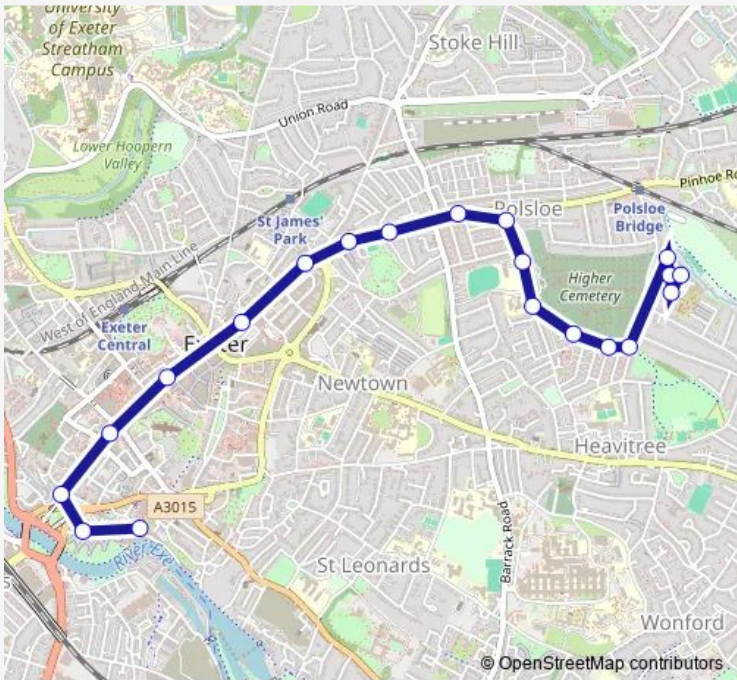 University
of Exeter
Streatham
Campus
Stoke Hill
Union Road
Lower Hoopern
Valley
Pinhoe Ro
Polsloe
St James'
Park
Polsloe
Bridge
West of England Main Line
Higher
Cemetery
Exeter
Central
Exeter
Newtown
Heavitree
A3015
Barrack Road
River Exe
St Leonards
Wonford
© OpenStreetMap contributors